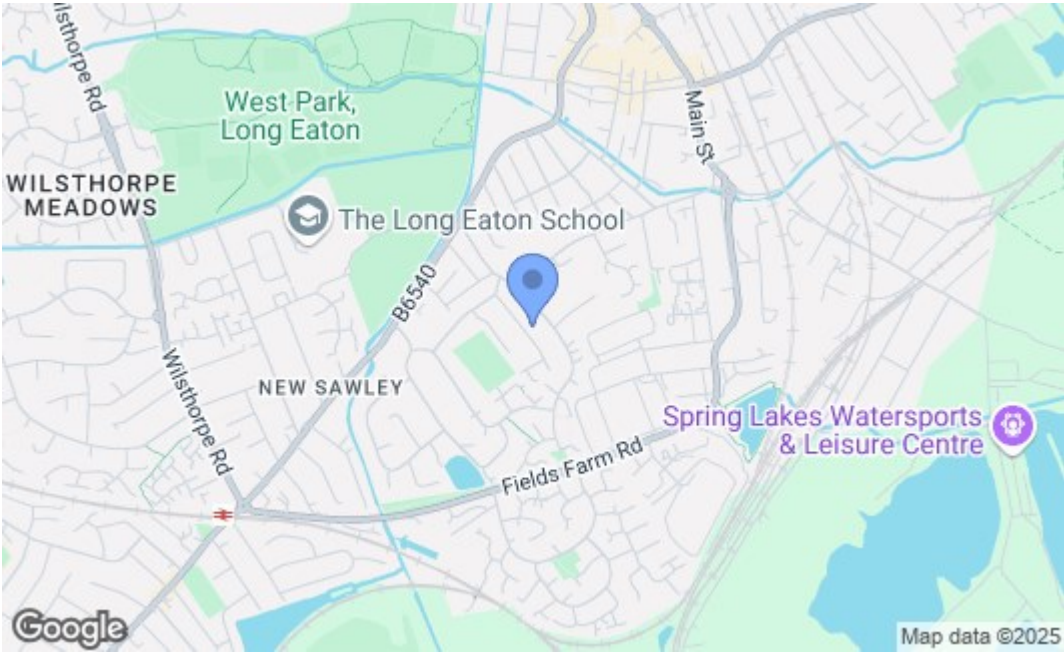 Wilsthorpe Rd
West Park,
Long Eaton
Main St
WILSTHORPE
MEADOWS
The Long Eaton School
B6540
Wilsthorpe Rd
NEW SAWLEY
Spring Lakes Watersports
& Leisure Centre
Fields Farm Rd
Google
Map data ©2025